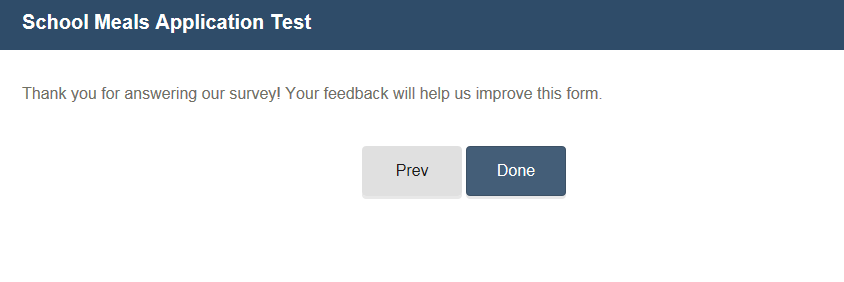 School Meals Application Test
Thank you for answering our survey! Your feedback will help us improve this form.
Prev
Done